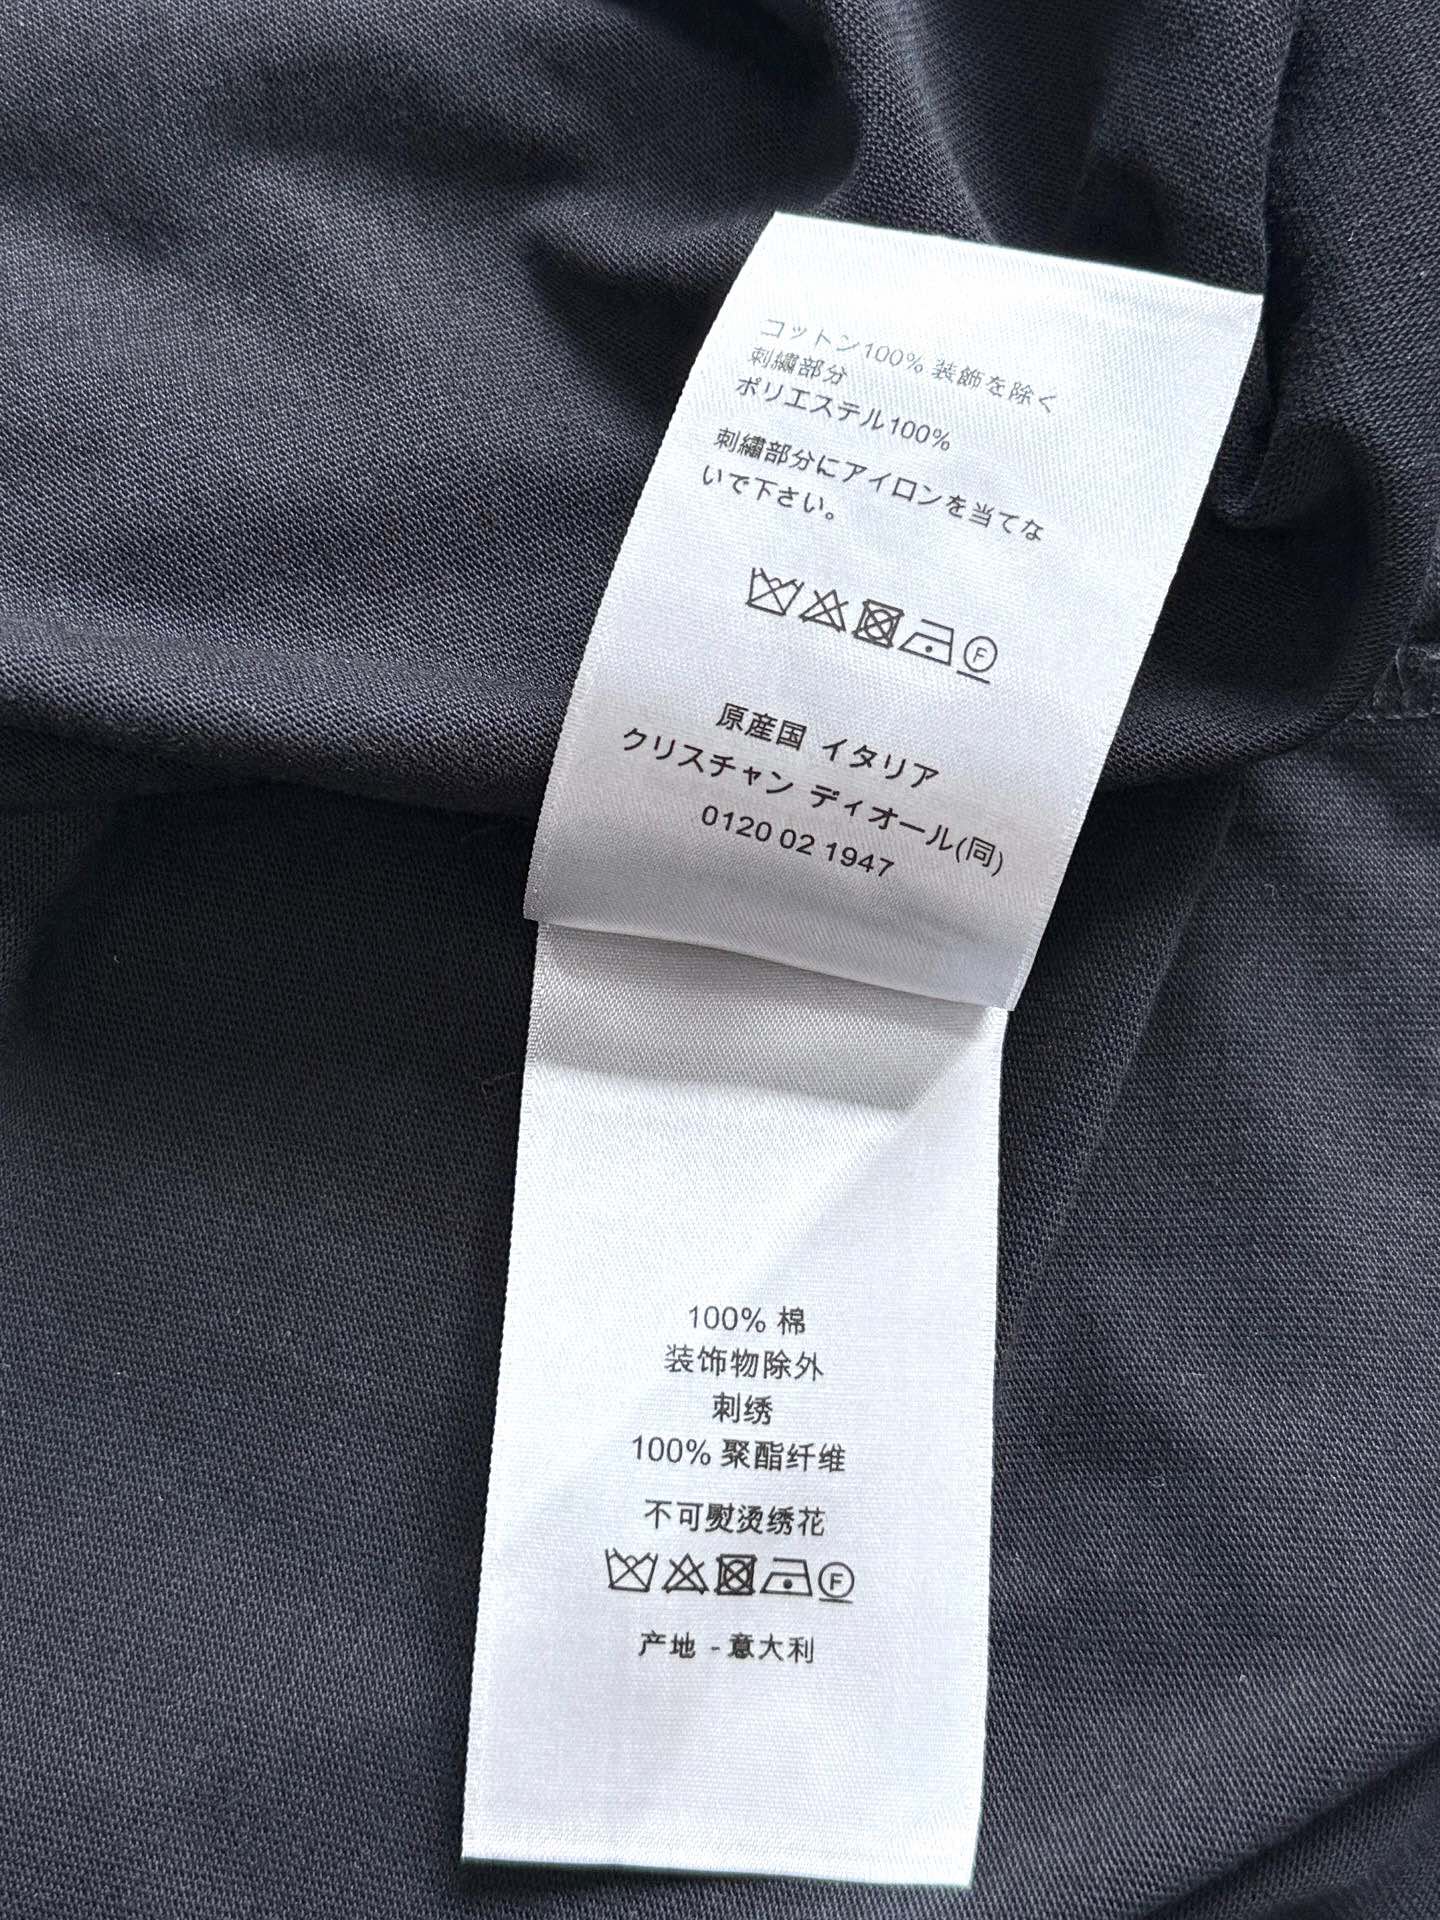 コットン100% 装飾を除く
刺繍部分
ポリエステル100%
刺繍部分にアイロンを当てな
いで下さい。
F
原産国 イタリア
クリスチャン ディオール(同)
0120 02 1947
100% 棉
装饰物除外
刺绣
100% 聚酯纤维
不可熨烫绣花
F
产地 - 意大利